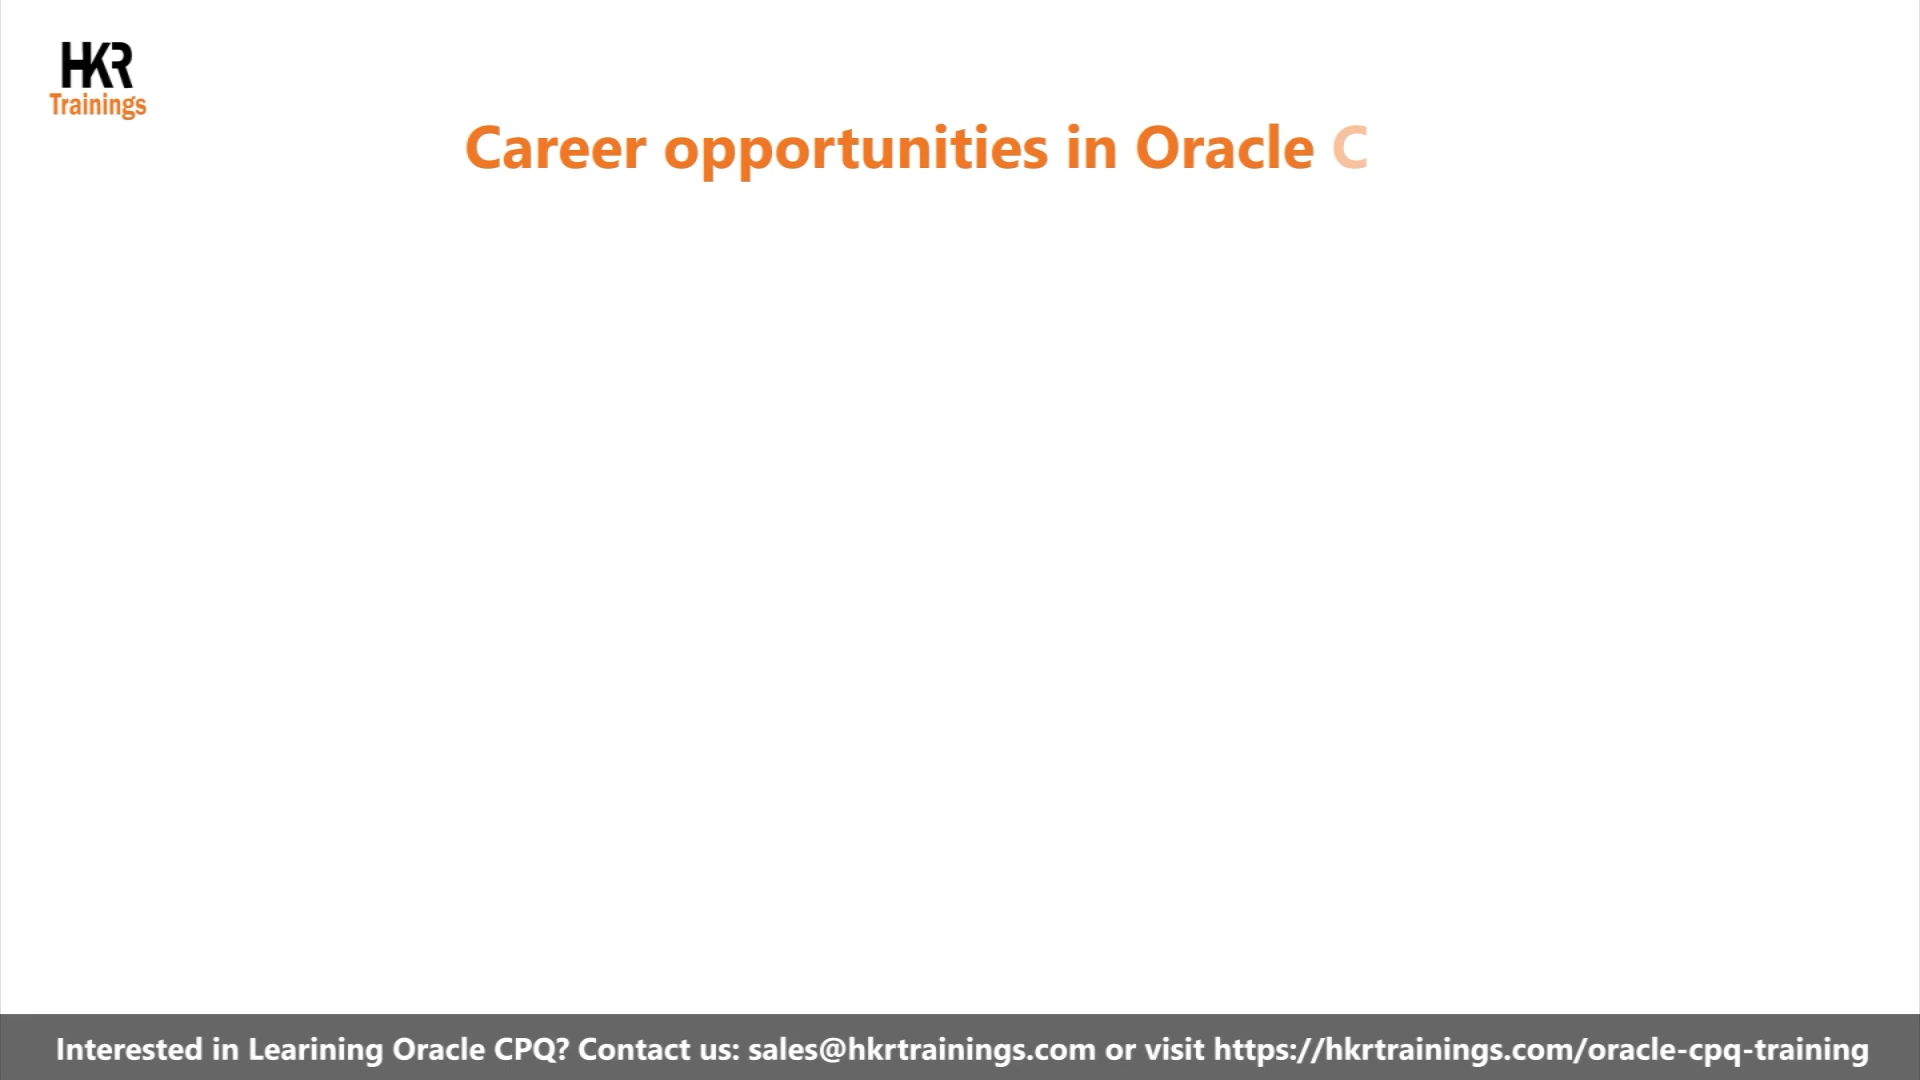 HKR
Trainings
Career opportunities in Oracle C
Interested in Learining Oracle CPQ? Contact us: sales@hkrtrainings.com or visit https://hkrtrainings.com/oracle-cpq-training